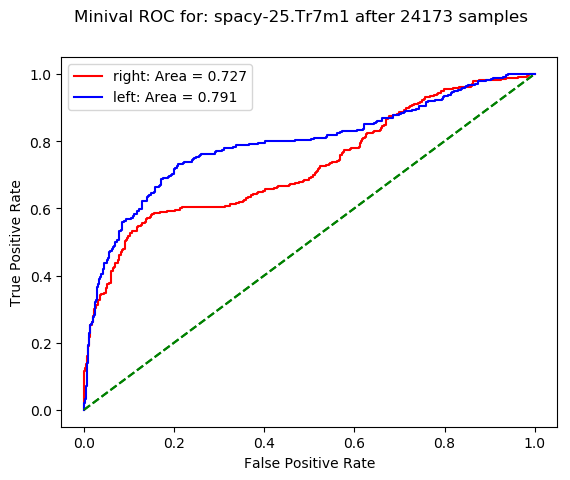 Minival ROC for: spacy-25.Tr7m1 after 24173 samples
right: Area = 0.727
left: Area = 0.791
True Positive Rate
1.0
0.8
0.6
0.4
0.2
0.0
0.0 0.2 0.4 0.6 0.8 1.0
False Positive Rate